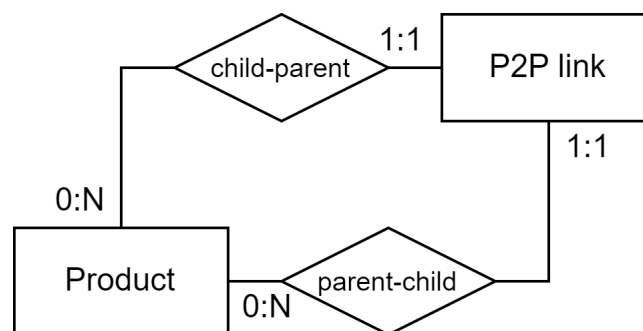 child-parent
1:1
P2P link
1:1
0:N
Product
0:N
parent-child